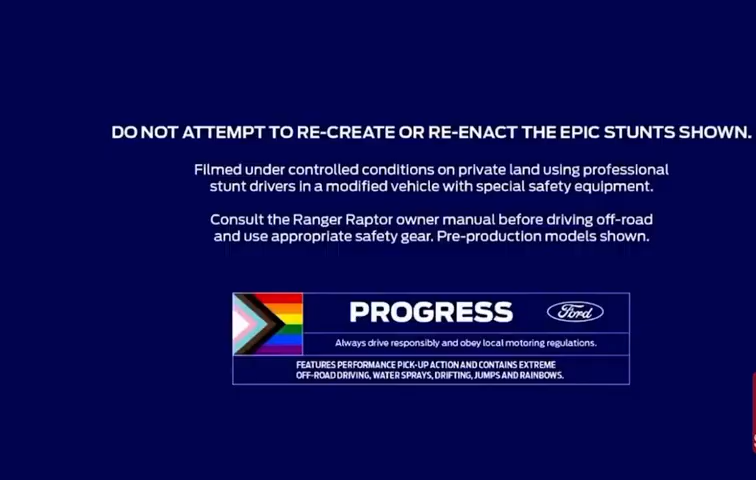 DO NOT ATTEMPT TO RE-CREATE OR RE-ENACT THE EPIC STUNTS SHOWN.
Filmed under controlled conditions on private land using professional
stunt drivers in a modified vehicle with special safety equipment.
Consult the Ranger Raptor owner manual before driving off-road
and use appropriate safety gear. Pre-production models shown.
PROGRESS
Ford
Always drive responsibly and obey local motoring regulations.
FEATURES PERFORMANCE PICK-UP ACTION AND CONTAINS EXTREME
OFF-ROAD DRIVING, WATER SPRAYS, DRIFTING, JUMPS AND RAINBOWS.